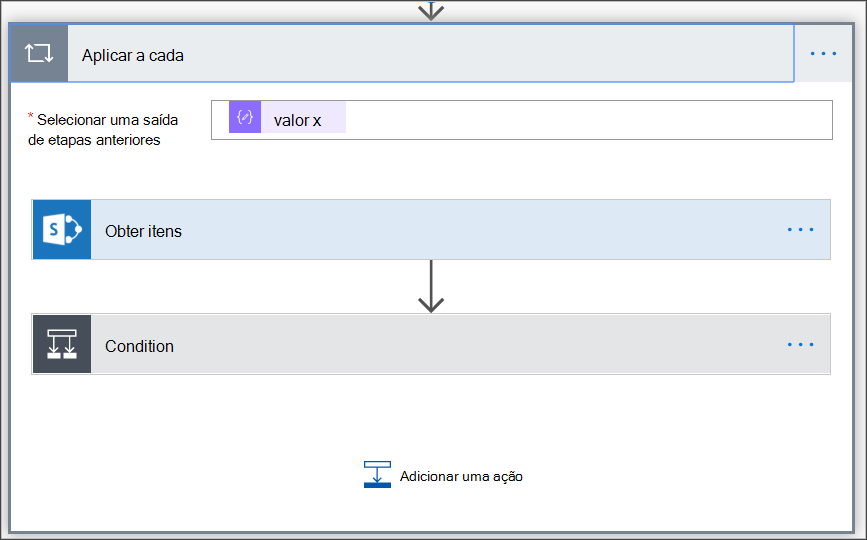 Aplicar a cada
* Selecionar uma saída
de etapas anteriores
valor x
S
Obter itens
Condition
Adicionar uma ação